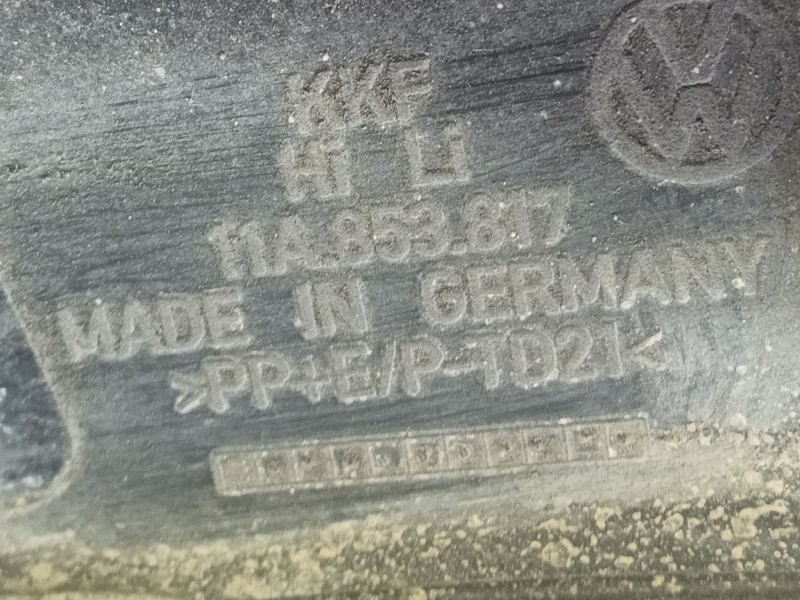 KKF
Hi Li
11A.853.817
MADE IN GERMANY
>PP+E/P-TD21<